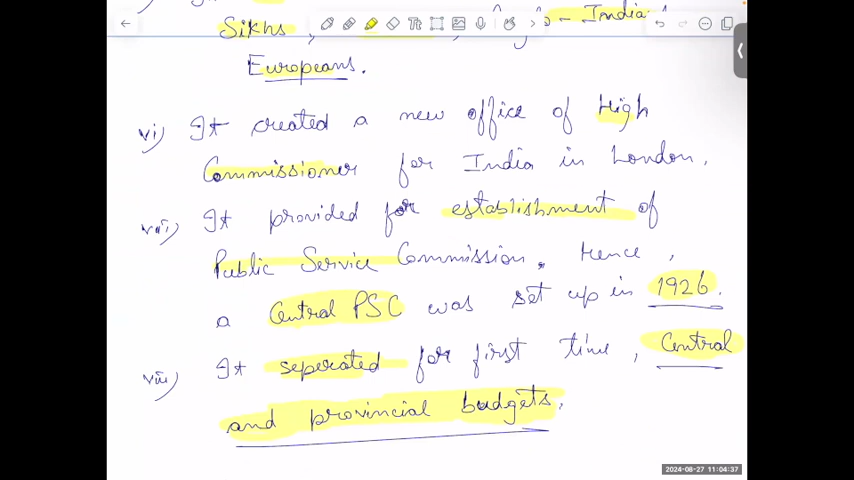 Sikhs, - India
Europeans.
vi) It created a new office of High
Commissioner for India in London.
vii) It provided for establishment of
Public Service Commission. Hence,
a Central PSC was set up in 1926.
viii) It seperated for first time, Central
and provincial budgets.
2024-08-27 11:04:37